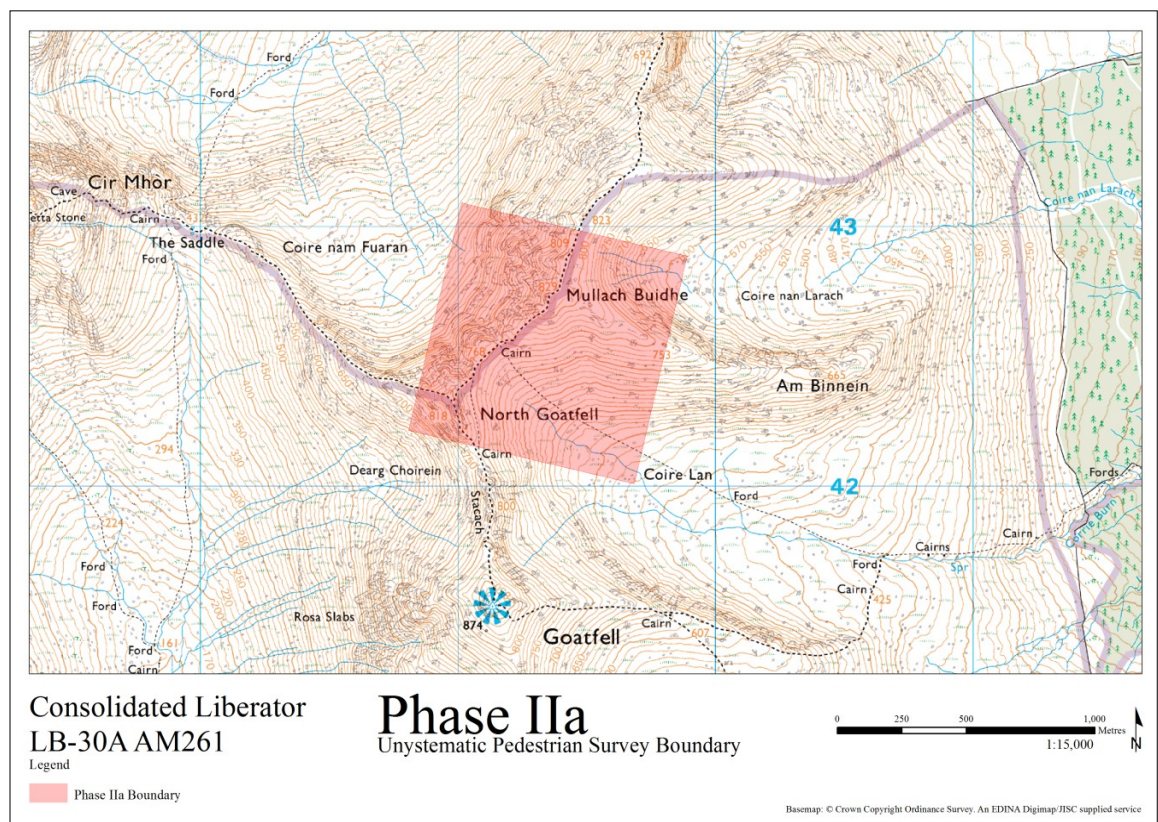 692
Ford
Ford
Cir Mhòr
Cave
Cairn
etta Stone
The Saddle
Ford
Coire nam Fuaran
823
809
43
Coire nan Larach
Mullach Buidhe
Coire nan Larach
768
Cairn
753
665
Am Binnein
818
North Goatfell
Cairn
Dearg Choirein
Coire Lan
42
Ford
Fords
Corrie Burn
Stacach
800
294
224
Cairn
Cairns
Ford
Spr
Ford
Cairn
425
Ford
Rosa Slabs
874
Goatfell
Cairn
607
Ford
161
Cairn
Consolidated Liberator
LB-30A AM261
Legend
Phase IIa Boundary
Phase IIa
Unystematic Pedestrian Survey Boundary
0 250 500 1,000
Metres
1:15,000
N
Basemap: © Crown Copyright Ordinance Survey. An EDINA Digimap/JISC supplied service